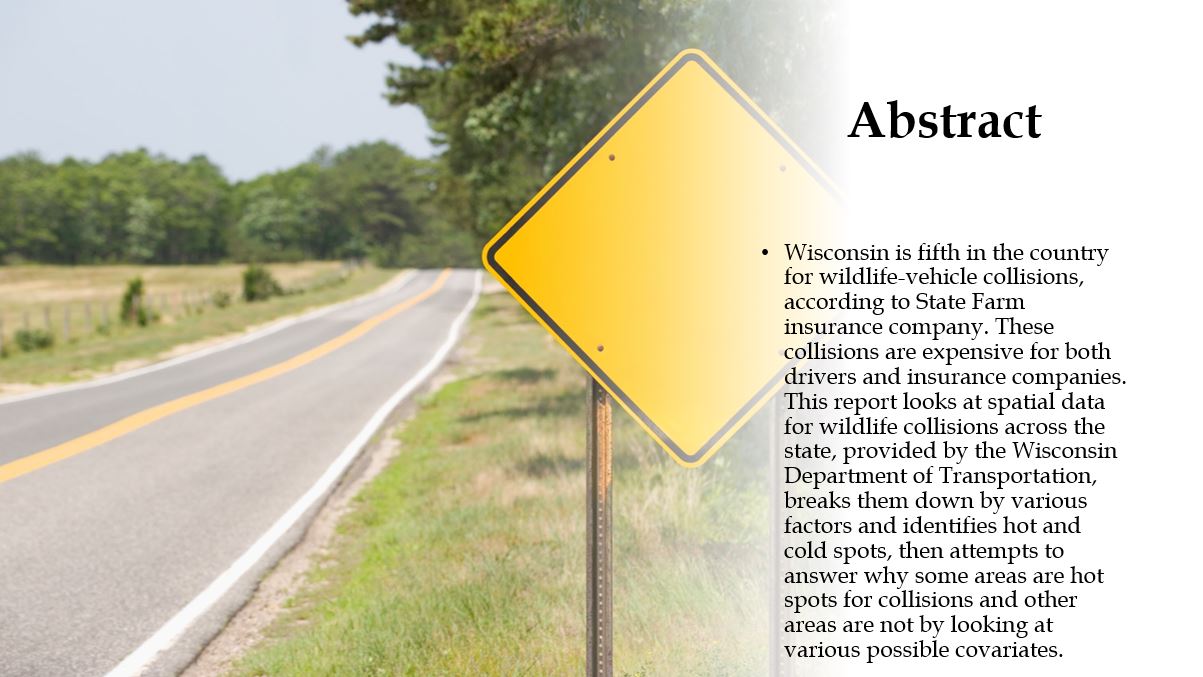 Abstract
• Wisconsin is fifth in the country
for wildlife-vehicle collisions,
according to State Farm
insurance company. These
collisions are expensive for both
drivers and insurance companies.
This report looks at spatial data
for wildlife collisions across the
state, provided by the Wisconsin
Department of Transportation,
breaks them down by various
factors and identifies hot and
cold spots, then attempts to
answer why some areas are hot
spots for collisions and other
areas are not by looking at
various possible covariates.